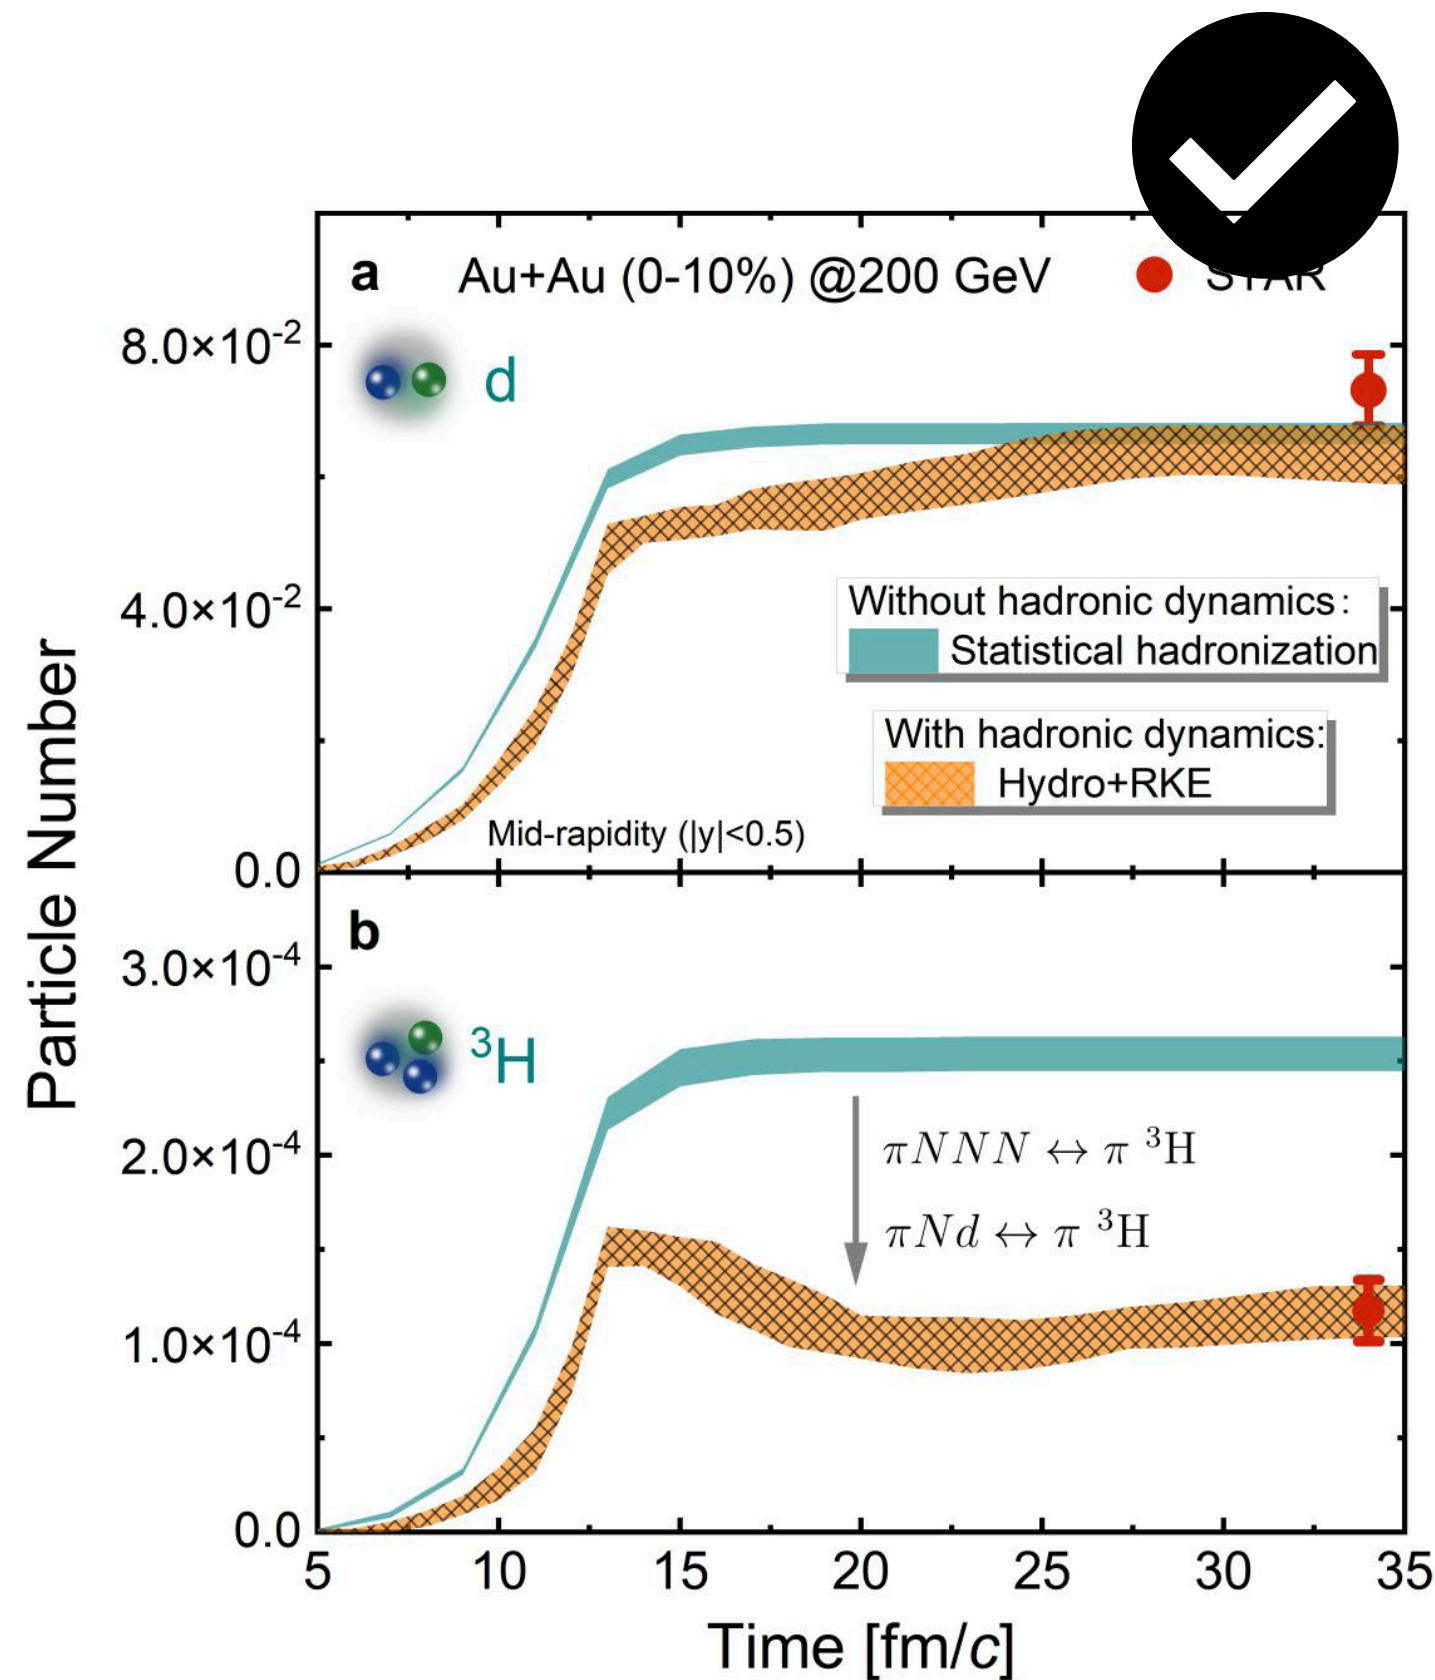 a Au+Au (0-10%) @200 GeV STAR
8.0×10⁻²
d
4.0×10⁻²
Without hadronic dynamics:
Statistical hadronization
With hadronic dynamics:
Hydro+RKE
Mid-rapidity (|y|<0.5)
0.0
Particle Number
b
3.0×10⁻⁴
³H
2.0×10⁻⁴
πNNN ↔ π ³H
πNd ↔ π ³H
1.0×10⁻⁴
0.0
5 10 15 20 25 30 35
Time [fm/c]